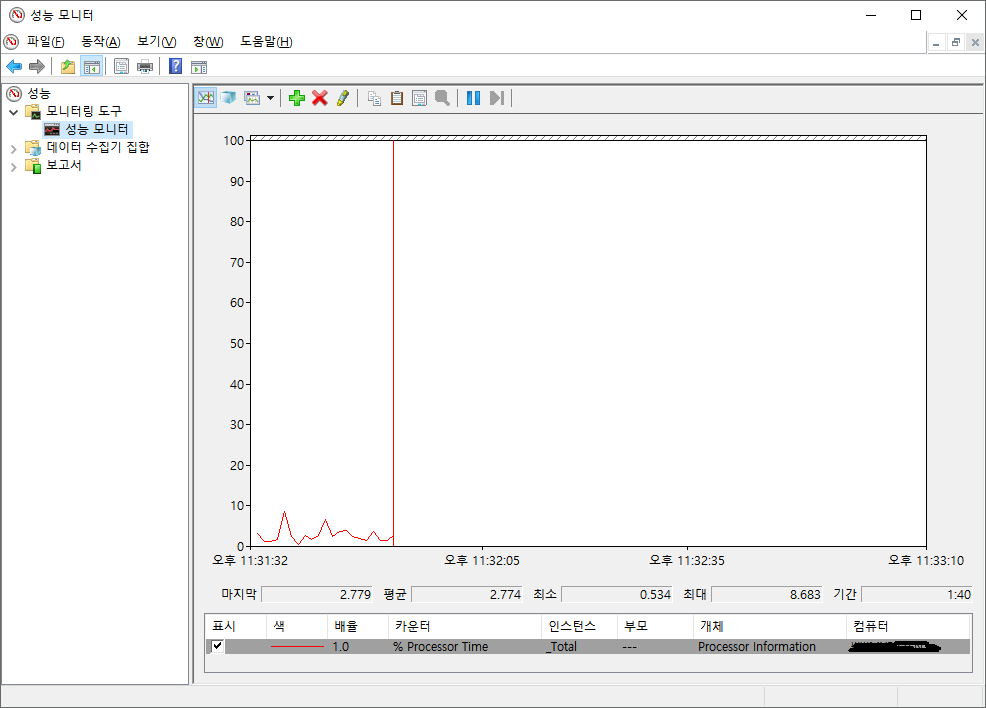 성능 모니터
파일(F) 동작(A) 보기(V) 창(W) 도움말(H)
성능
모니터링 도구
성능 모니터
데이터 수집기 집합
보고서
100
90
80
70
60
50
40
30
20
10
0
오후 11:31:32 오후 11:32:05 오후 11:32:35 오후 11:33:10
마지막 2.779 평균 2.774 최소 0.534 최대 8.683 기간 1:40
표시 색 배율 카운터 인스턴스 부모 개체 컴퓨터
1.0 % Processor Time _Total --- Processor Information